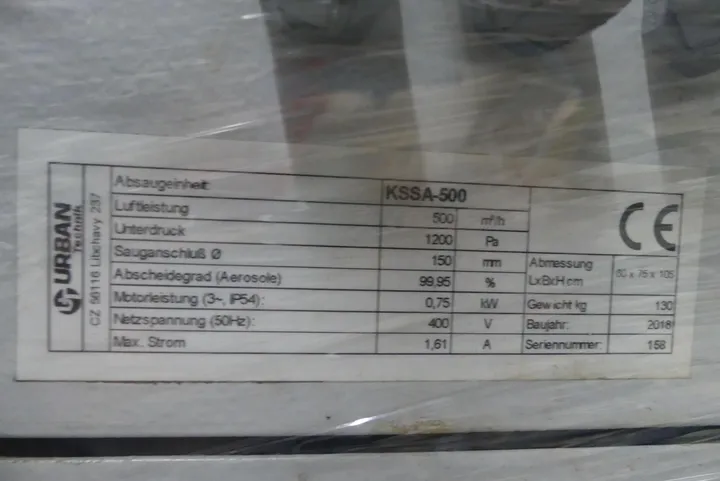 URBAN
Technik
CZ 56116 Libchavy 237
Absaugeinheit: KSSA-500
Luftleistung 500 m³/h
Unterdruck 1200 Pa
Sauganschluß Ø 150 mm
Abscheidegrad (Aerosole) 99,95 %
Motorleistung (3~, IP54): 0,75 kW
Netzspannung (50Hz): 400 V
Max. Strom 1,61 A
CE
Abmessung
LxBxH cm
Gewicht kg 130
Baujahr: 2018
Seriennummer: 158